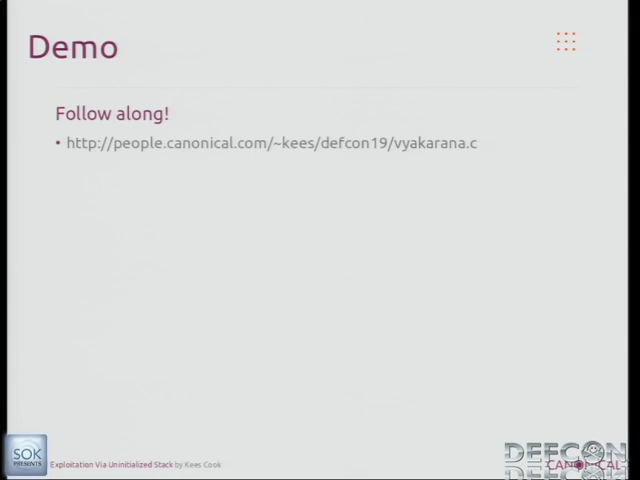 Demo
Follow along!
• http://people.canonical.com/~kees/defcon19/vyakarana.c
SOK
PRESENTS
Exploitation Via Uninitialized Stack by Kees Cook
DEFCON
CANONICAL